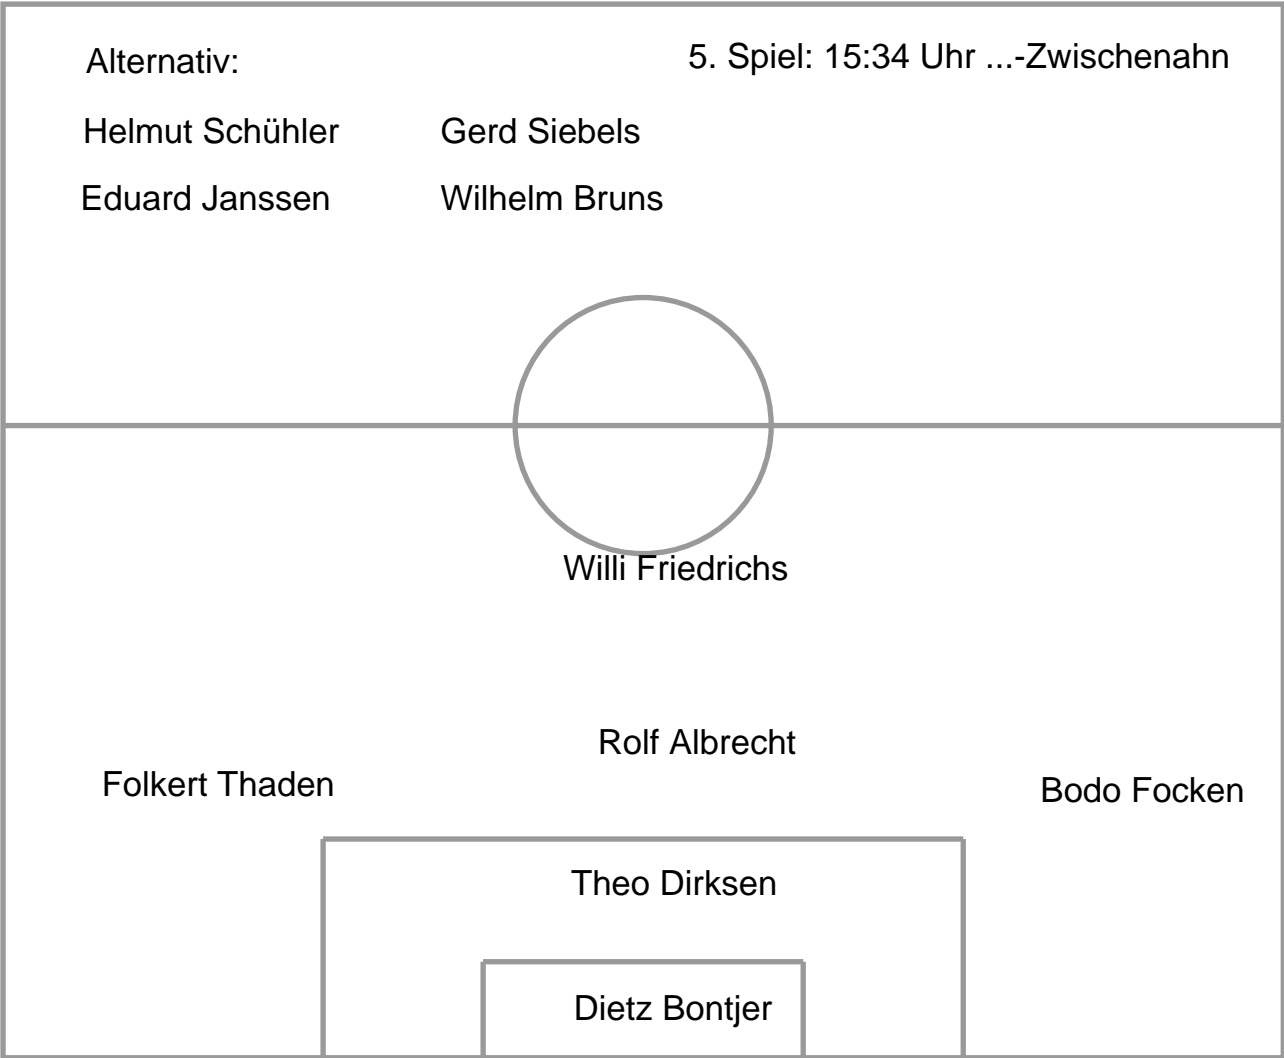 Alternativ:
5. Spiel: 15:34 Uhr ...-Zwischenahn
Helmut Schühler Gerd Siebels
Eduard Janssen Wilhelm Bruns
Willi Friedrichs
Rolf Albrecht
Folkert Thaden
Bodo Focken
Theo Dirksen
Dietz Bontjer